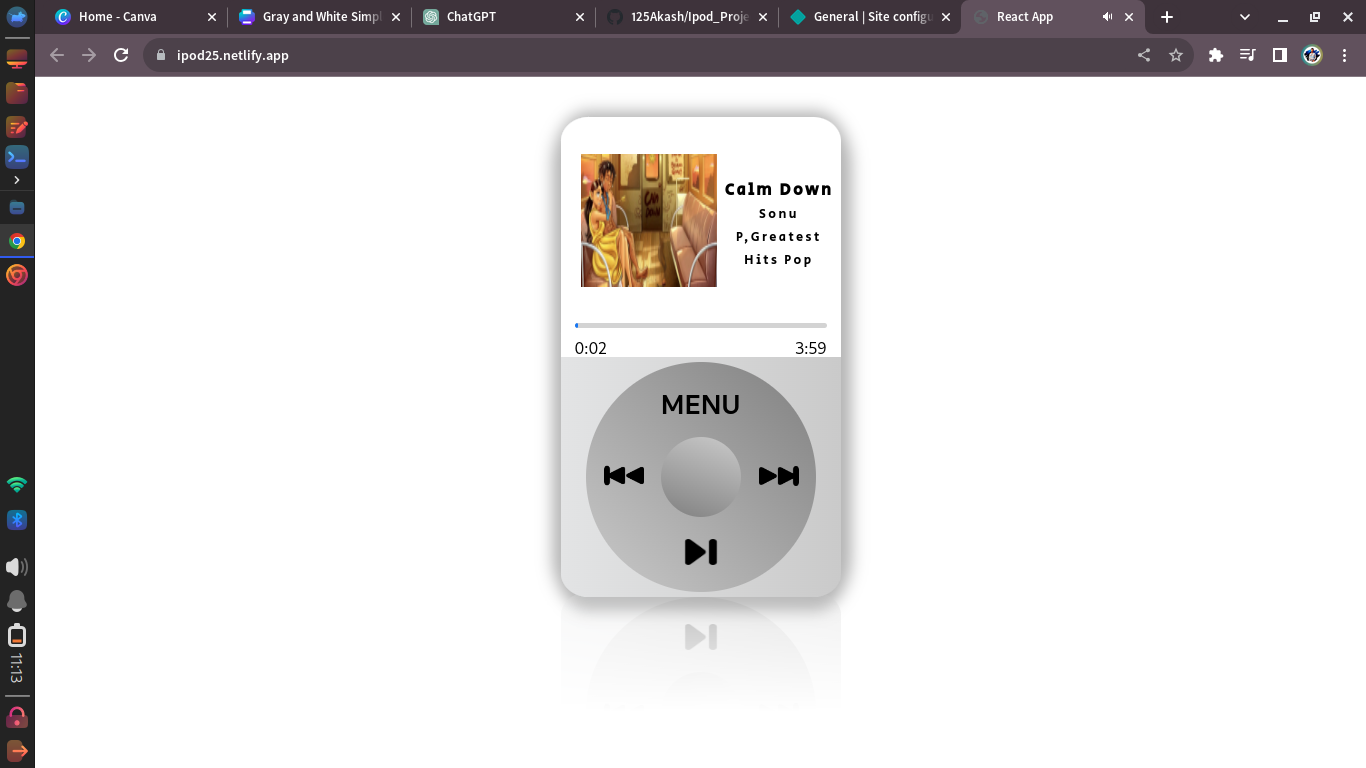 Home - Canva
Gray and White Simpl
ChatGPT
125Akash/Ipod_Proje
General | Site configu
React App
ipod25.netlify.app
Calm Down
Sonu
P,Greatest
Hits Pop
0:02
3:59
MENU
11:13